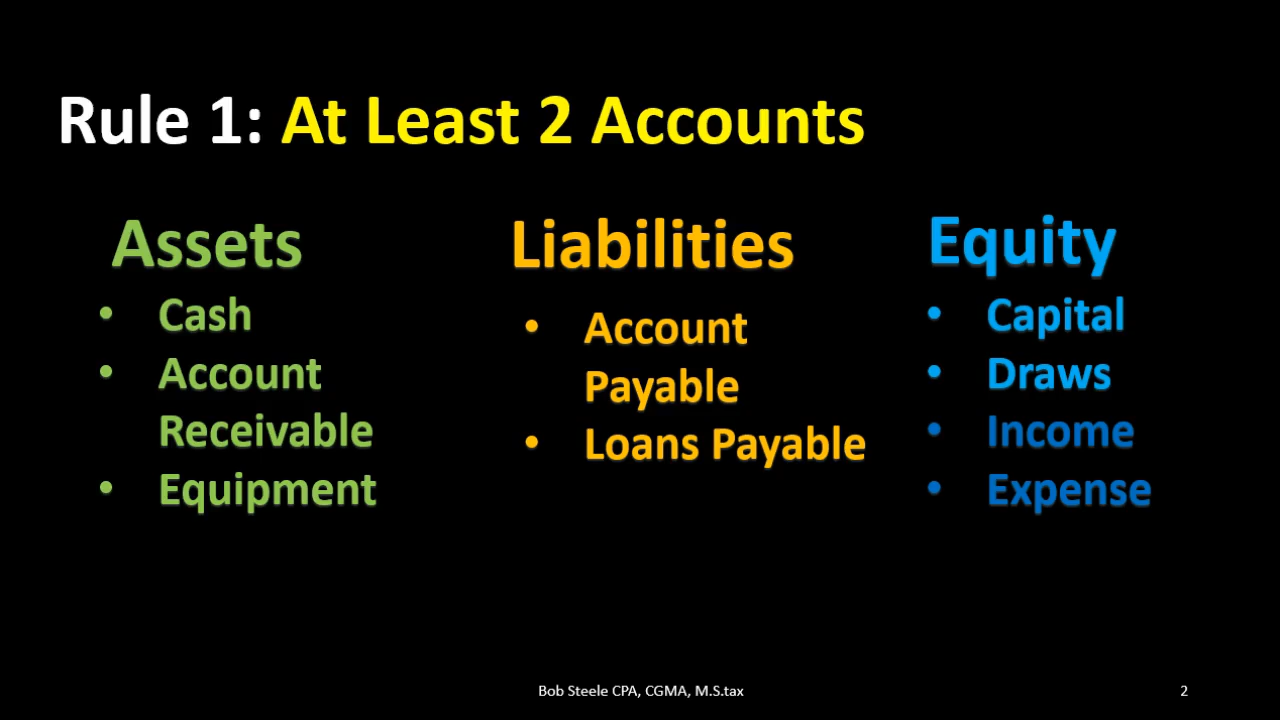 Rule 1: At Least 2 Accounts
Assets
• Cash
• Account
Receivable
• Equipment
Liabilities
• Account
Payable
• Loans Payable
Equity
• Capital
• Draws
• Income
• Expense
Bob Steele CPA, CGMA, M.S.tax
2